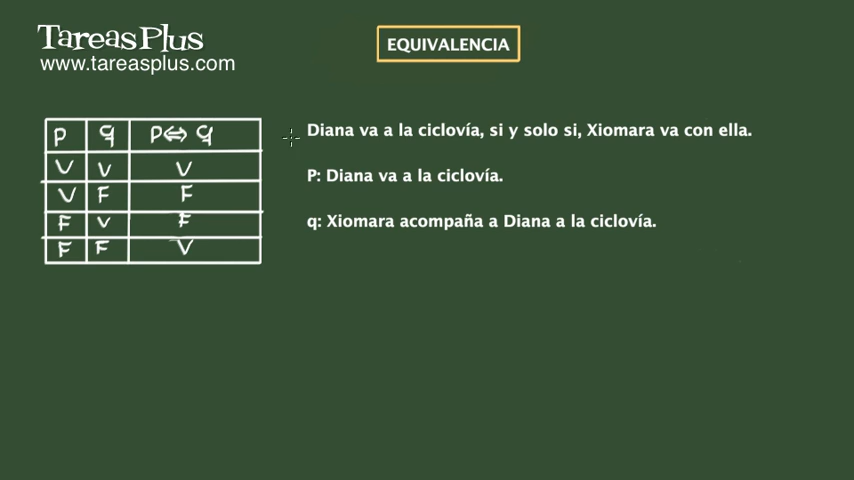 TareasPlus
www.tareasplus.com
EQUIVALENCIA
P q P⇔q
V V V
V F F
F V F
F F V
Diana va a la ciclovía, si y solo si, Xiomara va con ella.
P: Diana va a la ciclovía.
q: Xiomara acompaña a Diana a la ciclovía.